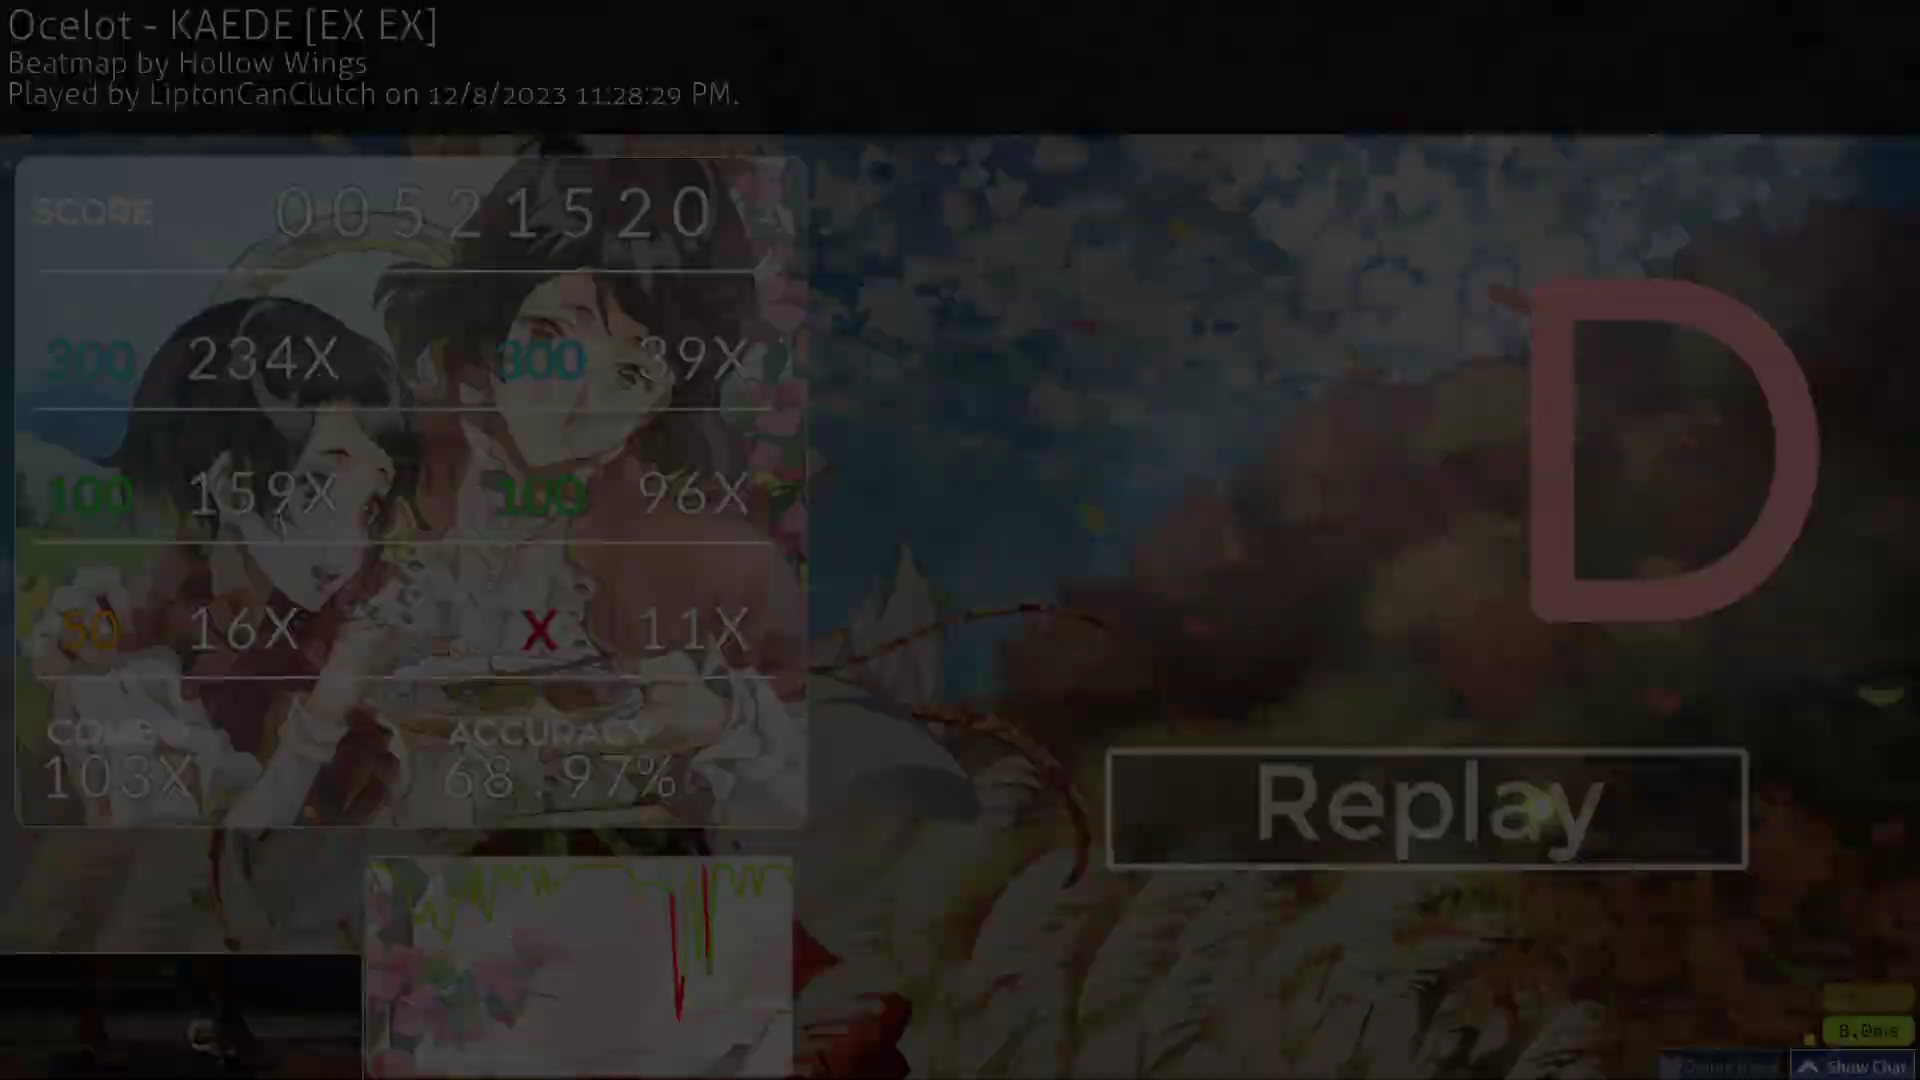 Ocelot - KAEDE [EX EX]
Beatmap by Hollow Wings
Played by LiptonCanClutch on 12/8/2023 11:28:29 PM.
SCORE 00521520
300 234X 300 39X
100 159X 100 96X
50 16X X 11X
ACCURACY
103X 68.97%
D
Replay
8.0ms
Show Chat